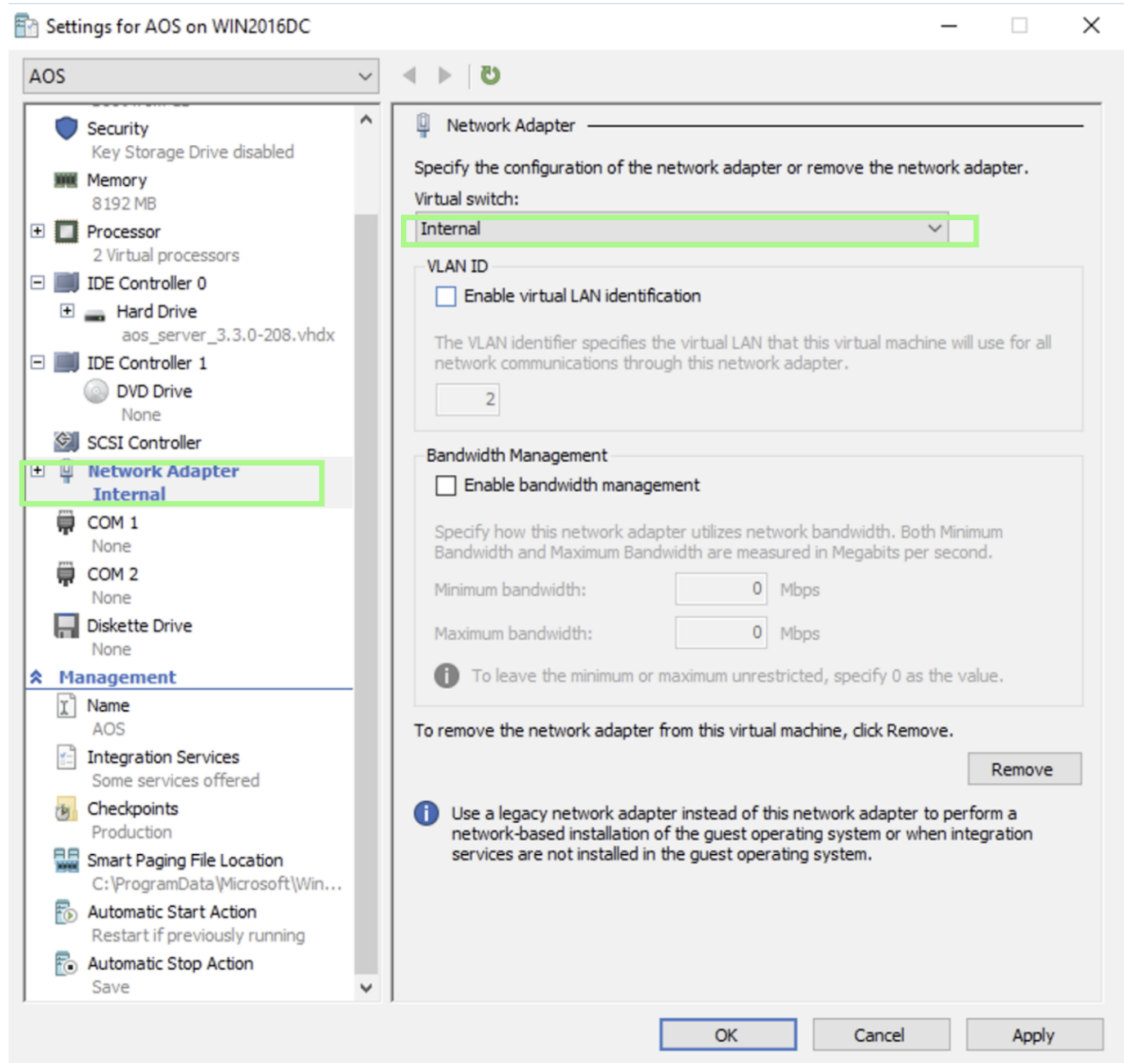 Settings for AOS on WIN2016DC
AOS
Security
Key Storage Drive disabled
Memory
8192 MB
Processor
2 Virtual processors
IDE Controller 0
Hard Drive
aos_server_3.3.0-208.vhdx
IDE Controller 1
DVD Drive
None
SCSI Controller
Network Adapter
Internal
COM 1
None
COM 2
None
Diskette Drive
None
Management
Name
AOS
Integration Services
Some services offered
Checkpoints
Production
Smart Paging File Location
C:\ProgramData\Microsoft\Win...
Automatic Start Action
Restart if previously running
Automatic Stop Action
Save
Network Adapter
Specify the configuration of the network adapter or remove the network adapter.
Virtual switch:
Internal
VLAN ID
Enable virtual LAN identification
The VLAN identifier specifies the virtual LAN that this virtual machine will use for all
network communications through this network adapter.
2
Bandwidth Management
Enable bandwidth management
Specify how this network adapter utilizes network bandwidth. Both Minimum
Bandwidth and Maximum Bandwidth are measured in Megabits per second.
Minimum bandwidth: 0 Mbps
Maximum bandwidth: 0 Mbps
To leave the minimum or maximum unrestricted, specify 0 as the value.
To remove the network adapter from this virtual machine, click Remove.
Remove
Use a legacy network adapter instead of this network adapter to perform a
network-based installation of the guest operating system or when integration
services are not installed in the guest operating system.
OK Cancel Apply